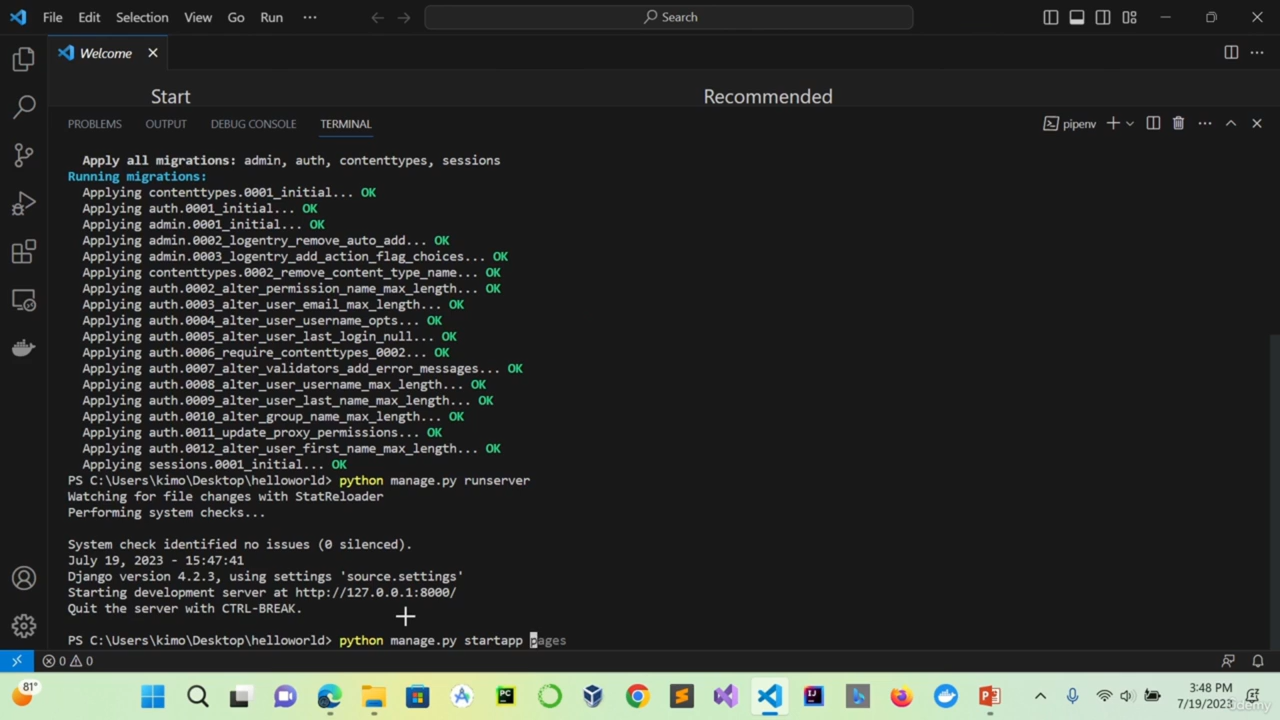 File Edit Selection View Go Run ··· Search
Welcome
Start Recommended
PROBLEMS OUTPUT DEBUG CONSOLE TERMINAL pipenv
Apply all migrations: admin, auth, contenttypes, sessions
Running migrations:
Applying contenttypes.0001_initial... OK
Applying auth.0001_initial... OK
Applying admin.0001_initial... OK
Applying admin.0002_logentry_remove_auto_add... OK
Applying admin.0003_logentry_add_action_flag_choices... OK
Applying contenttypes.0002_remove_content_type_name... OK
Applying auth.0002_alter_permission_name_max_length... OK
Applying auth.0003_alter_user_email_max_length... OK
Applying auth.0004_alter_user_username_opts... OK
Applying auth.0005_alter_user_last_login_null... OK
Applying auth.0006_require_contenttypes_0002... OK
Applying auth.0007_alter_validators_add_error_messages... OK
Applying auth.0008_alter_user_username_max_length... OK
Applying auth.0009_alter_user_last_name_max_length... OK
Applying auth.0010_alter_group_name_max_length... OK
Applying auth.0011_update_proxy_permissions... OK
Applying auth.0012_alter_user_first_name_max_length... OK
Applying sessions.0001_initial... OK
PS C:\Users\kimo\Desktop\helloworld> python manage.py runserver
Watching for file changes with StatReloader
Performing system checks...
System check identified no issues (0 silenced).
July 19, 2023 - 15:47:41
Django version 4.2.3, using settings 'source.settings'
Starting development server at http://127.0.0.1:8000/
Quit the server with CTRL-BREAK.
PS C:\Users\kimo\Desktop\helloworld> python manage.py startapp pages
0 0
81° 3:48 PM
7/19/2023
Udemy